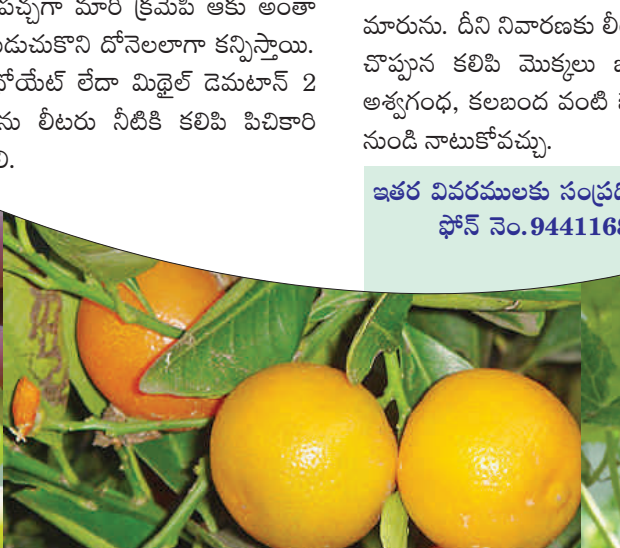 పచ్చగా మారి క్రమేపి ఆకు అంతా
ముడుచుకొని దోనెలలాగా కన్పిస్తాయి.
లేదా మిథైల్ డెమటాన్ 2
ను లీటరు నీటికి కలిపి పిచికారి
మారును. దీని నివారణకు
చొప్పున కలిపి మొక్కలు
అశ్వగంధ, కలబంద వంటి
నుండి నాటుకోవచ్చు.
ఇతర వివరములకు
ఫోన్ నెం.944116